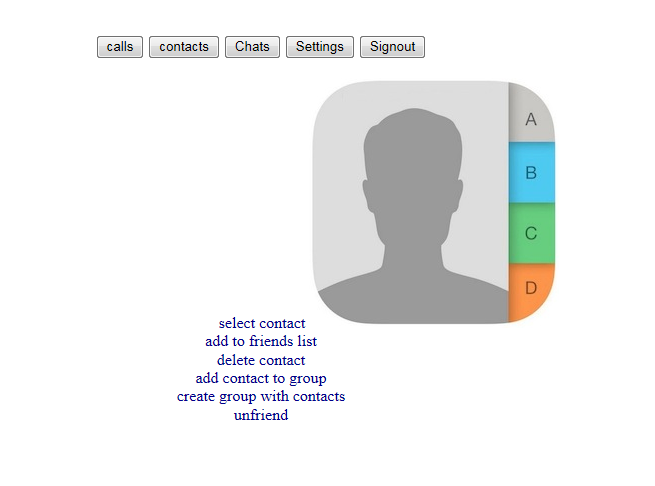 calls contacts Chats Settings Signout
A
B
C
D
select contact
add to friends list
delete contact
add contact to group
create group with contacts
unfriend